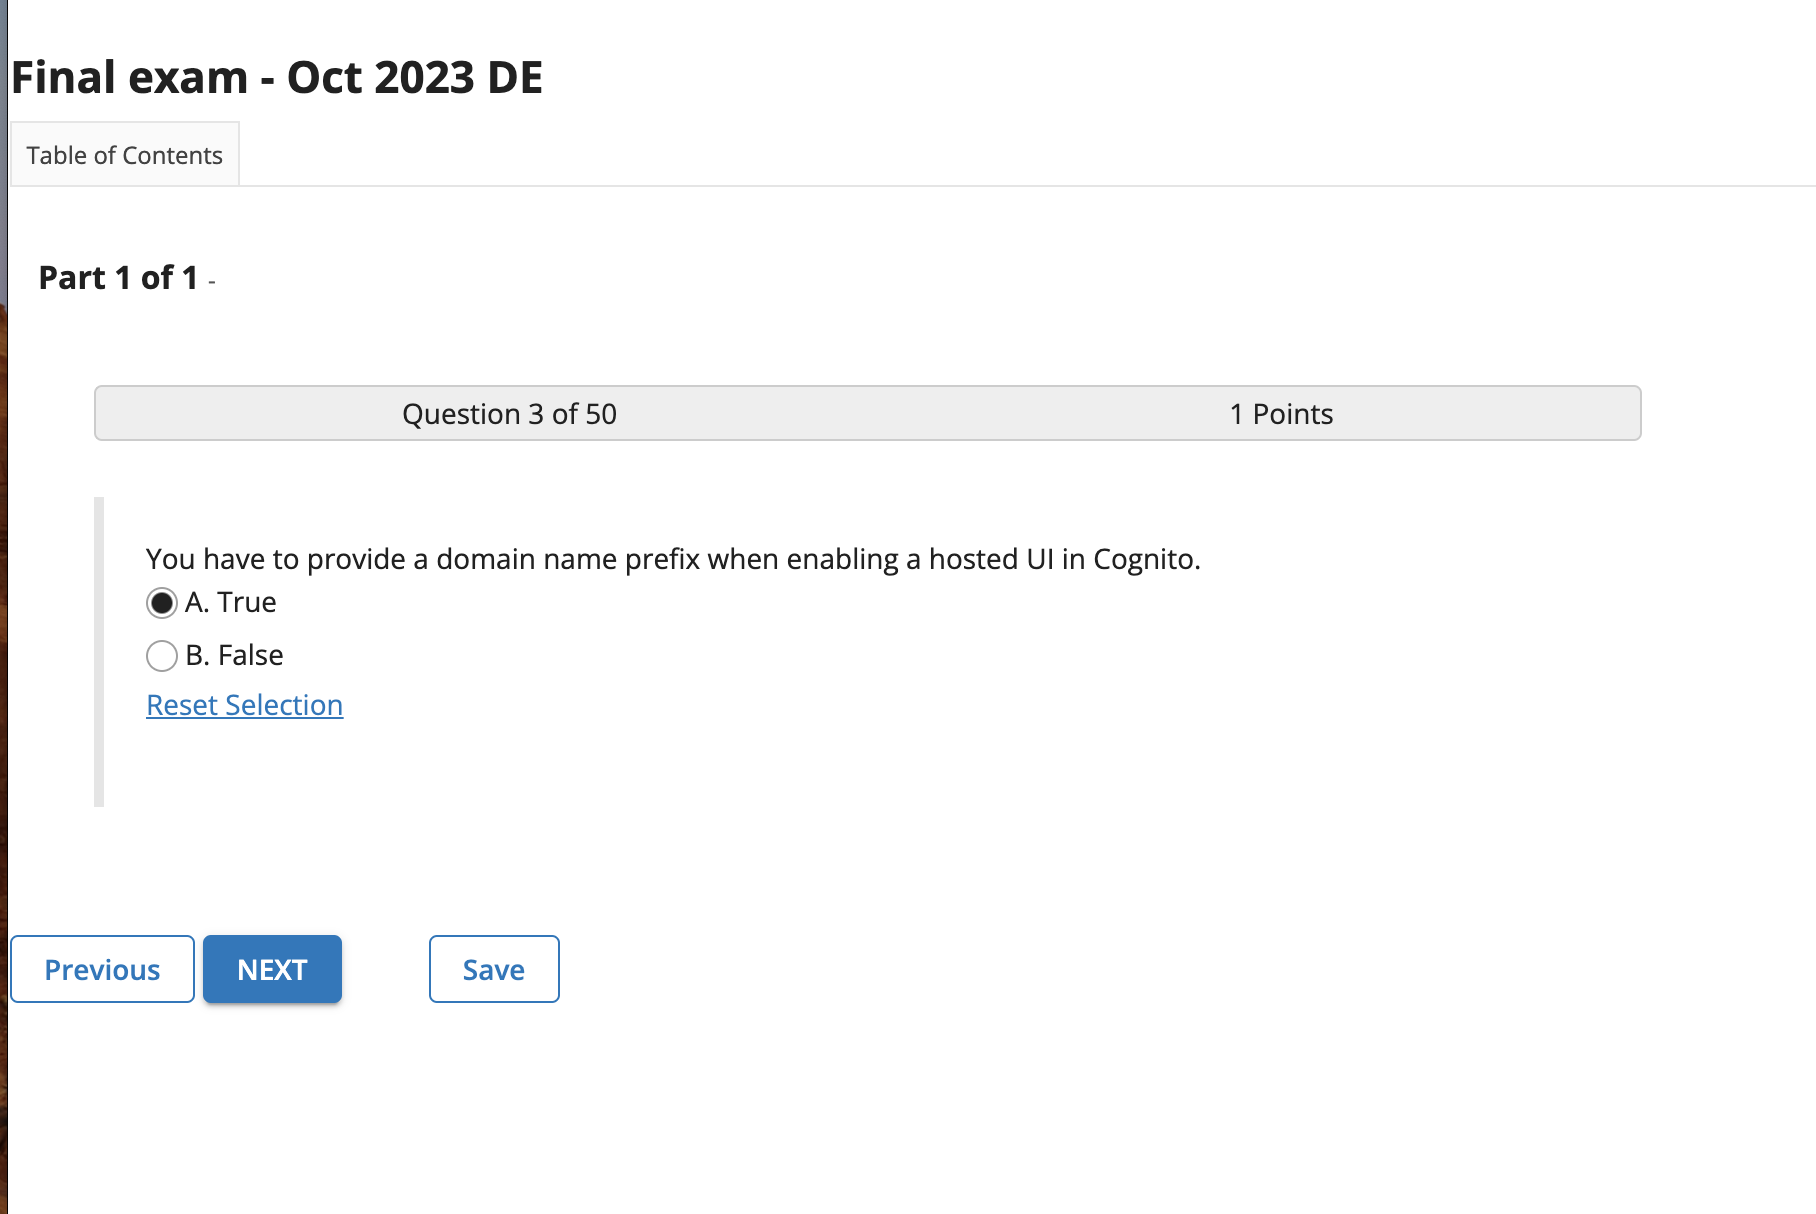 Final exam - Oct 2023 DE
Table of Contents
Part 1 of 1 -
Question 3 of 50 1 Points
You have to provide a domain name prefix when enabling a hosted UI in Cognito.
A. True
B. False
Reset Selection
Previous NEXT Save